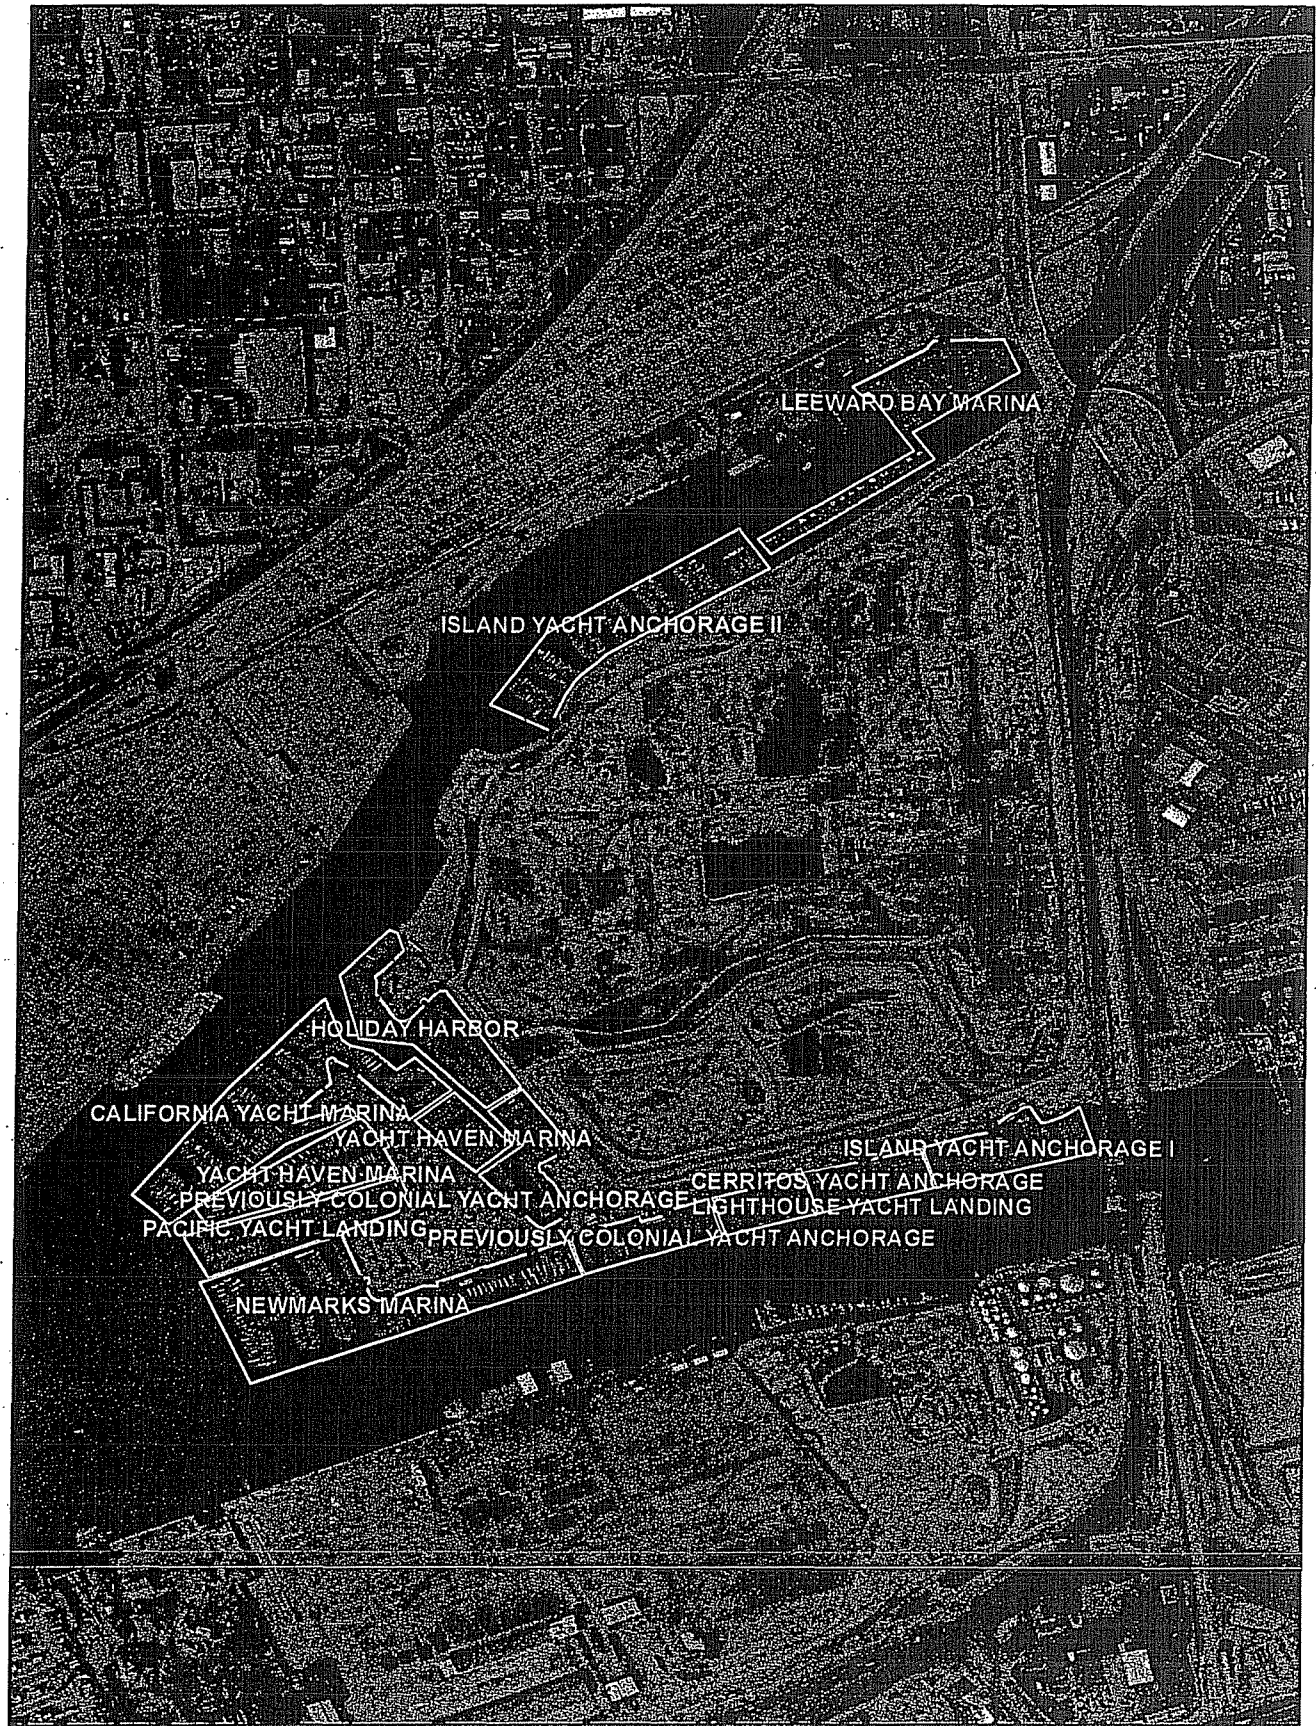 LEEWARD BAY MARINA
ISLAND YACHT ANCHORAGE II
HOLIDAY HARBOR
CALIFORNIA YACHT MARINA
YACHT HAVEN MARINA
ISLAND YACHT ANCHORAGE I
YACHT HAVEN MARINA
CERRITOS YACHT ANCHORAGE
PREVIOUSLY COLONIAL YACHT ANCHORAGE
LIGHTHOUSE YACHT LANDING
PACIFIC YACHT LANDING
PREVIOUSLY COLONIAL YACHT ANCHORAGE
NEWMARKS MARINA